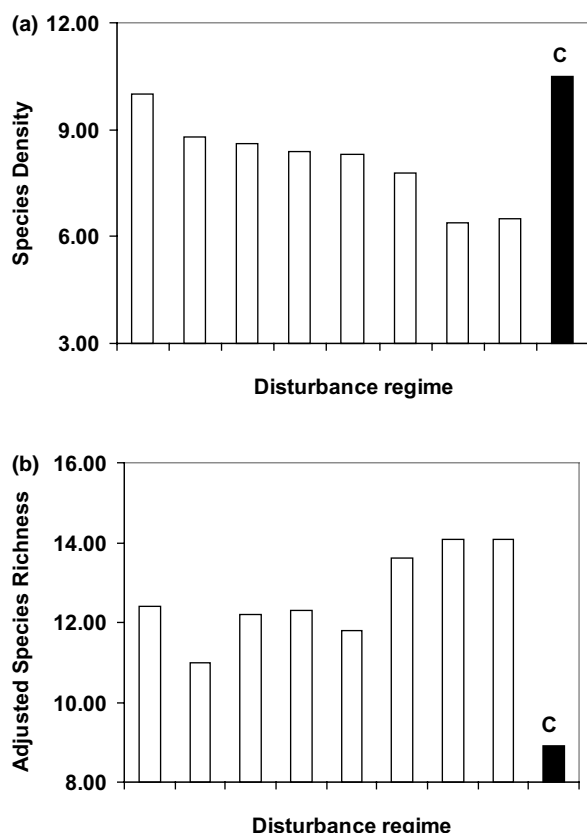 (a)
12.00
9.00
6.00
3.00
Species Density
C
Disturbance regime
(b)
16.00
14.00
12.00
10.00
8.00
Adjusted Species Richness
C
Disturbance regime